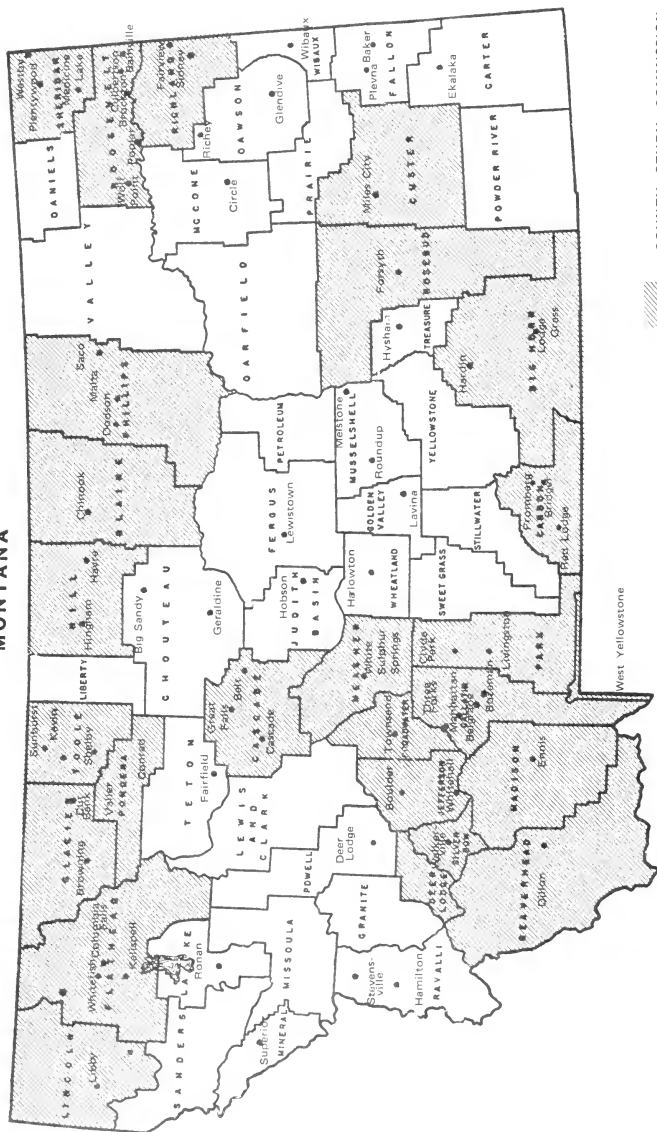 MONTANA
LINCOLN
Libby
FLATHEAD
Whitefish
Columbia Falls
Kalispell
GLACIER
Browning
Cut Bank
TOOLE
Sunburst
Kevin
Shelby
PONDERA
Valier
Conrad
LIBERTY
HILL
Hingham
Havre
BLAINE
Chinook
PHILLIPS
Dodson
Malta
Saco
VALLEY
DANIELS
SHERIDAN
Westby
Plentywood
Medicine
Lake
ROOSEVELT
Wolf
Point
Poplar
Bainville
RICHLAND
Fairview
Sidney
SANDERS
LAKE
Ronan
TETON
Fairfield
CHOUTEAU
Big Sandy
Geraldine
CASCADE
Great
Falls
Belt
Cascade
LEWIS
AND
CLARK
JUDITH
BASIN
Hobson
FERGUS
Lewistown
PETROLEUM
GARFIELD
MCCONE
Circle
DAWSON
Richey
Glendive
WIBAUX
Wibaux
PRAIRIE
MINERAL
Superior
MISSOULA
POWELL
Deer
Lodge
GRANITE
RAVALLI
Stevens-
ville
Hamilton
DEER
LODGE
SILVER
BOW
Walkerville
JEFFERSON
Boulder
Whitehall
BROADWATER
Townsend
MEAGHER
White
Sulphur
Springs
WHEATLAND
Harlowton
GOLDEN
VALLEY
Lavina
MUSSELSHELL
Melstone
Roundup
TREASURE
Hysham
ROSEBUD
Forsyth
CUSTER
Miles City
FALLON
Plevna
Baker
CARTER
Ekalaka
POWDER RIVER
BIG HORN
Hardin
Lodge
Grass
YELLOWSTONE
STILLWATER
SWEET GRASS
CARBON
Fromberg
Bridger
Red Lodge
PARK
Clyde
Park
Livingston
Three
Forks
Manhattan
Belgrade
Bozeman
MADISON
Ennis
BEAVERHEAD
Dillon
West Yellowstone